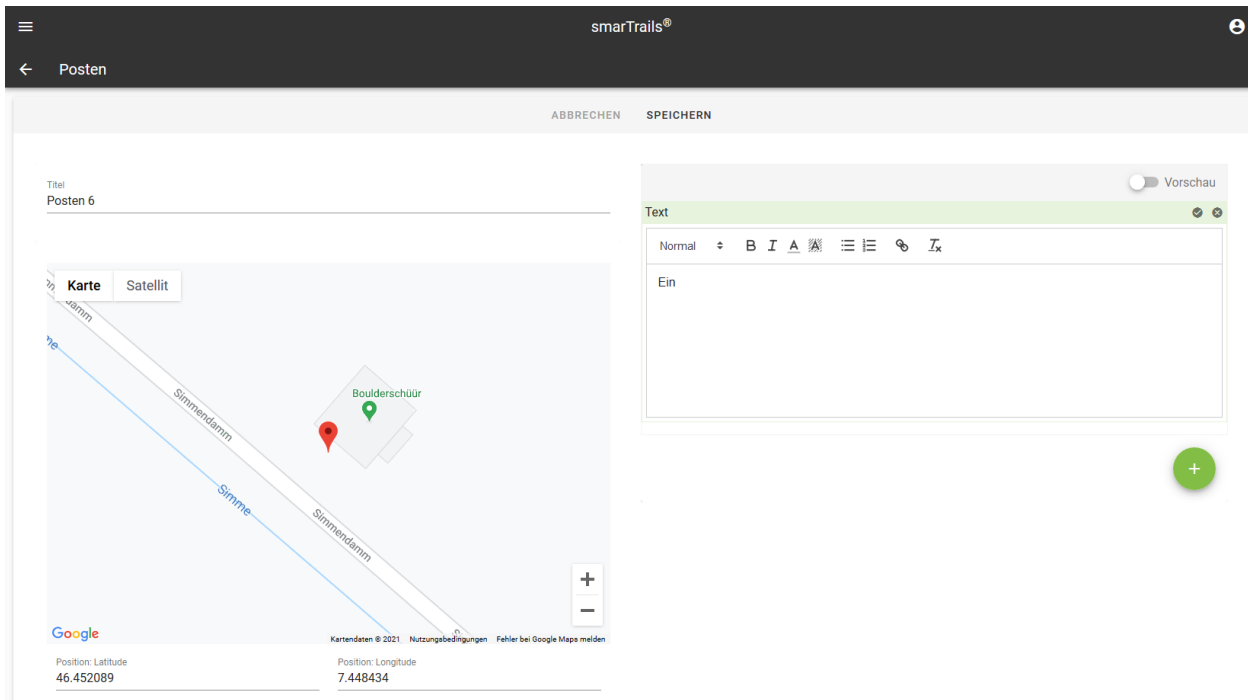 smarTrails®
Posten
ABBRECHEN SPEICHERN
Titel
Posten 6
Karte Satellit
Simmendamm
Boulderschüür
Simme
Simmendamm
Google
Kartendaten © 2021 Nutzungsbedingungen Fehler bei Google Maps melden
Position: Latitude
46.452089
Position: Longitude
7.448434
Vorschau
Text
Normal B I A A
Ein